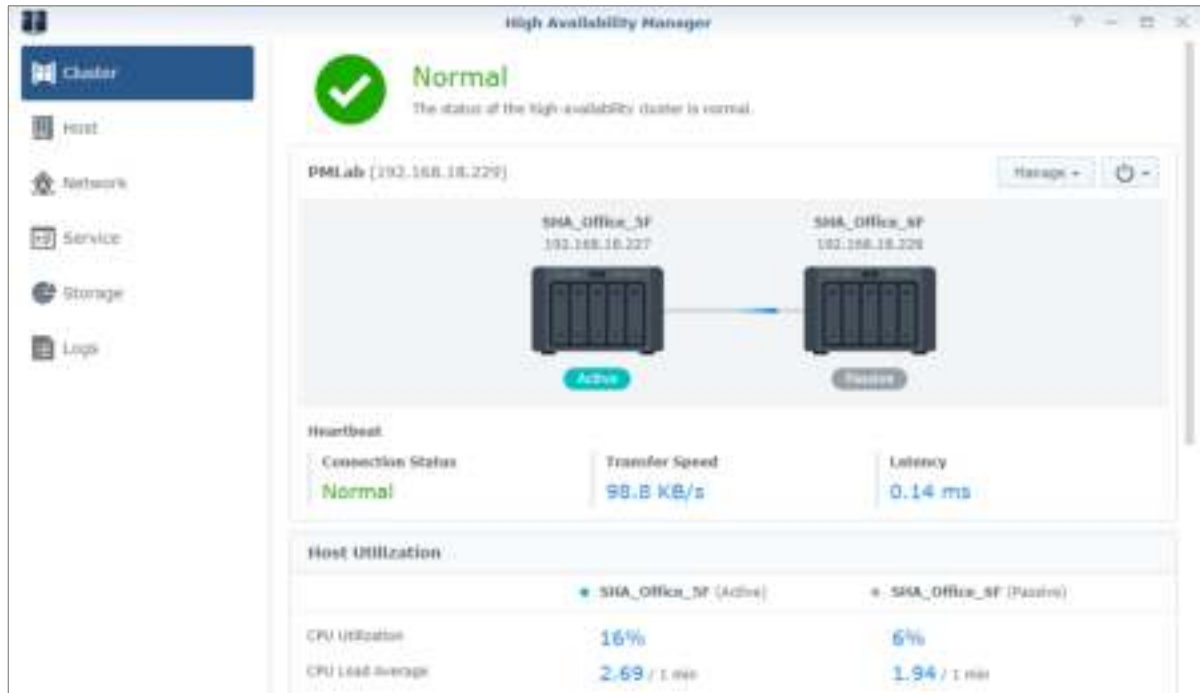 High Availability Manager
Cluster
Normal
The status of the high-availability cluster is normal.
Host
PMLab (192.168.18.229)
Manage
Network
SHA_Office_5F
SHA_Office_6F
192.168.18.227
192.168.18.228
Service
Storage
Logs
Active
Passive
Heartbeat
Connection Status
Transfer Speed
Latency
Normal
98.8 KB/s
0.14 ms
Host Utilization
SHA_Office_5F (Active)
SHA_Office_6F (Passive)
CPU Utilization
16%
6%
CPU Load Average
2.69 / 1 min
1.94 / 1 min